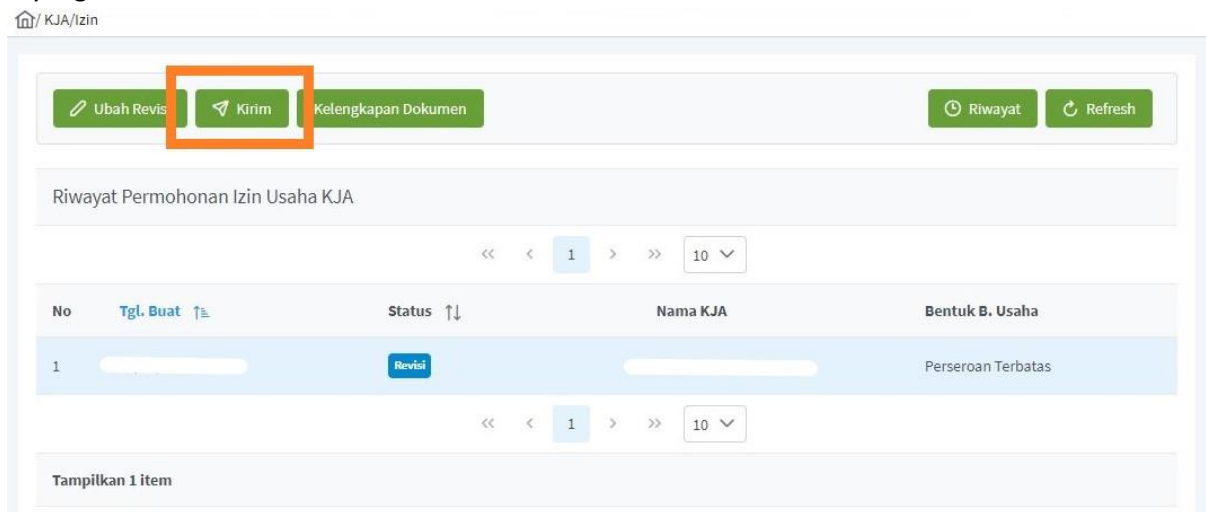 / KJA/Izin
Ubah Revis Kirim Kelengkapan Dokumen Riwayat Refresh
Riwayat Permohonan Izin Usaha KJA
<< < 1 > >> 10
No Tgl. Buat Status Nama KJA Bentuk B. Usaha
1 Revisi Perseroan Terbatas
<< < 1 > >> 10
Tampilkan 1 item